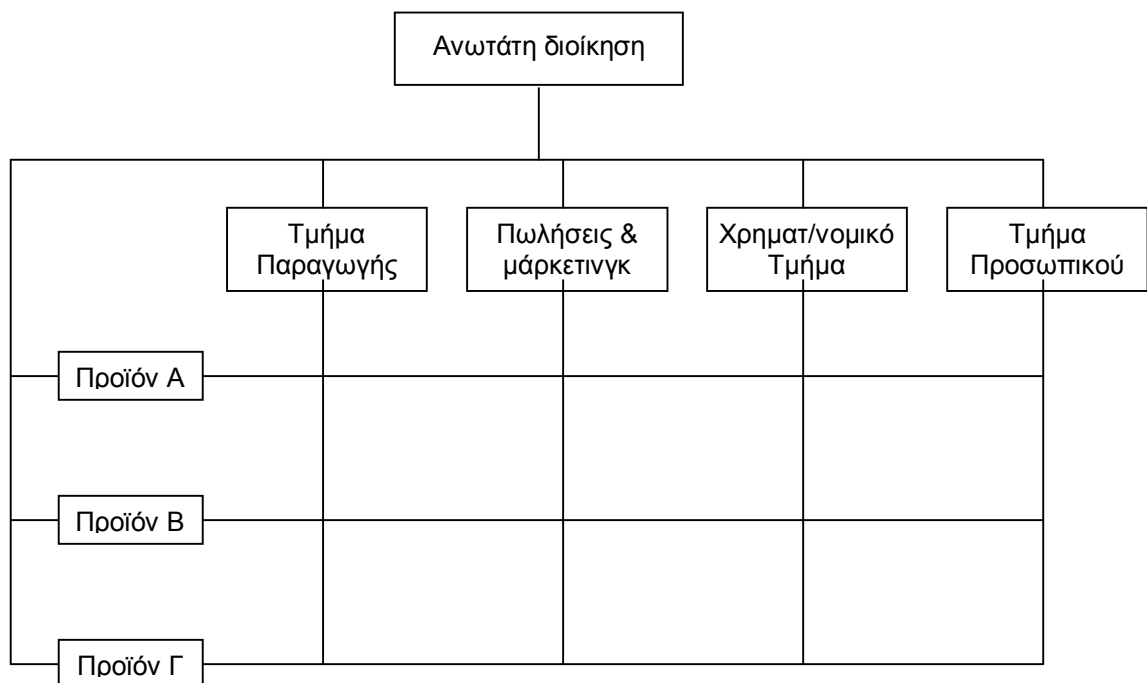 Ανωτάτη διοίκηση
Τμήμα
Παραγωγής
Πωλήσεις &
μάρκετινγκ
Χρηματ/νομικό
Τμήμα
Τμήμα
Προσωπικού
Προϊόν Α
Προϊόν Β
Προϊόν Γ